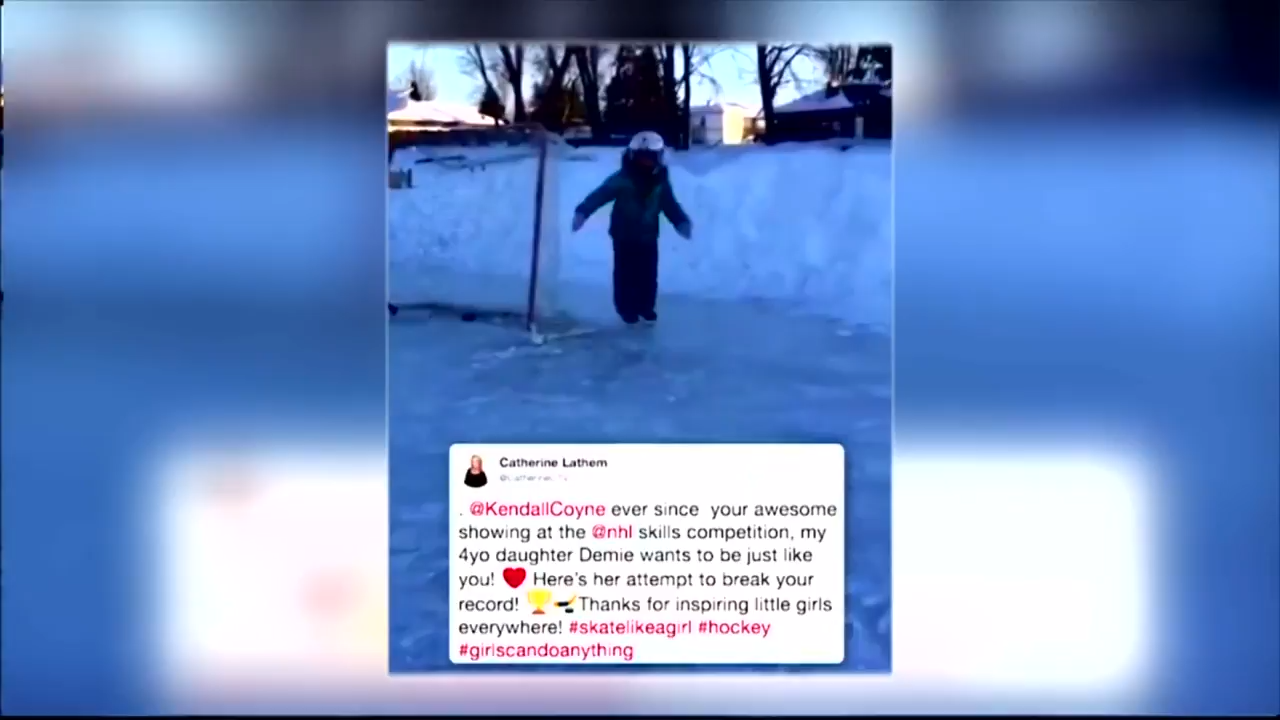 Catherine Lathem
. @KendallCoyne ever since your awesome
showing at the @nhl skills competition, my
4yo daughter Demie wants to be just like
you! ❤️ Here's her attempt to break your
record! 🏆🏒Thanks for inspiring little girls
everywhere! #skatelikeagirl #hockey
#girlscandoanything